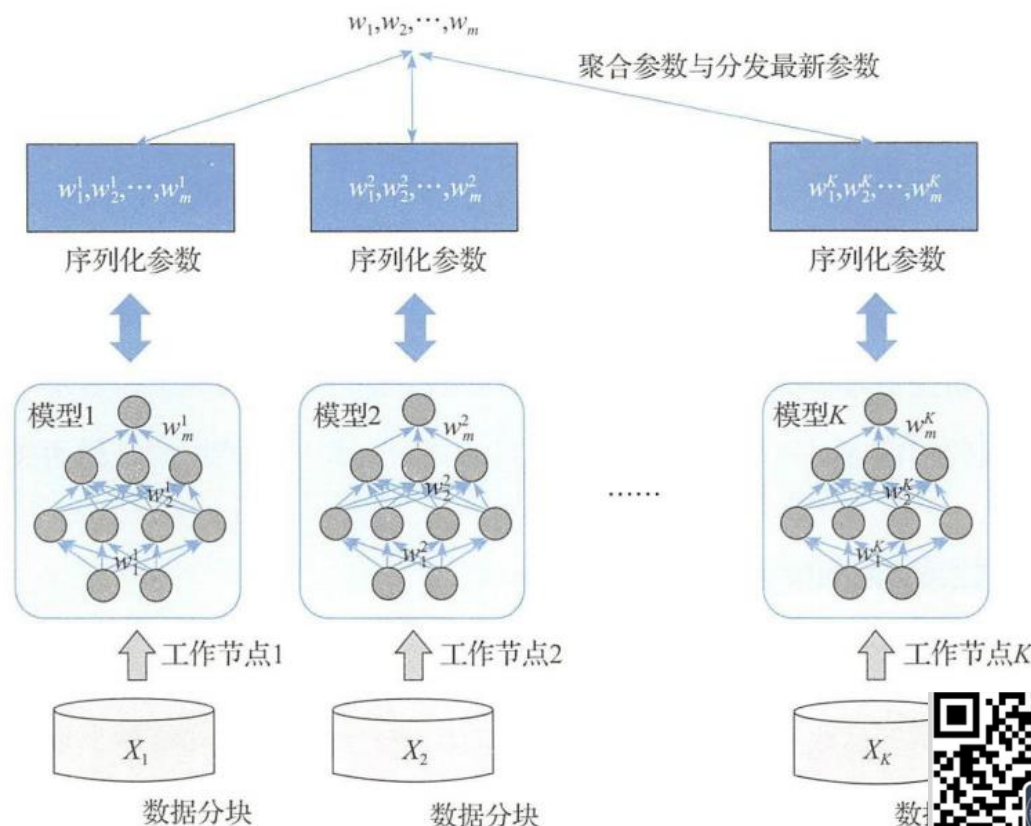 w₁,w₂,⋯,wₘ
聚合参数与分发最新参数
w₁¹,w₂¹,⋯,wₘ¹
w₁²,w₂²,⋯,wₘ²
w₁ᴷ,w₂ᴷ,⋯,wₘᴷ
序列化参数
序列化参数
序列化参数
模型1
wₘ¹
w₂¹
w₁¹
模型2
wₘ²
w₂²
w₁²
……
模型K
wₘᴷ
w₂ᴷ
w₁ᴷ
工作节点1
工作节点2
工作节点K
X₁
X₂
X_K
数据分块
数据分块
数